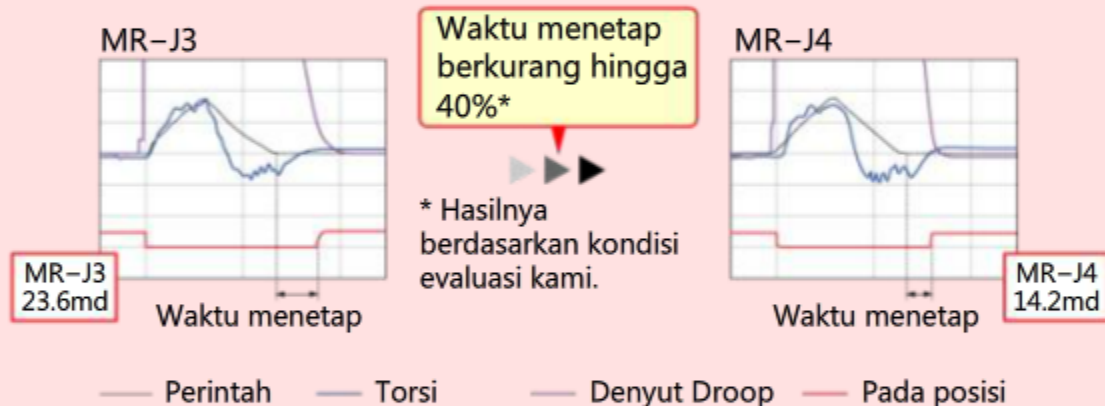 MR-J3
Waktu menetap
berkurang hingga
40%*
MR-J4
* Hasilnya
berdasarkan kondisi
evaluasi kami.
MR-J3
23.6md
Waktu menetap
MR-J4
14.2md
Waktu menetap
Perintah
Torsi
Denyut Droop
Pada posisi